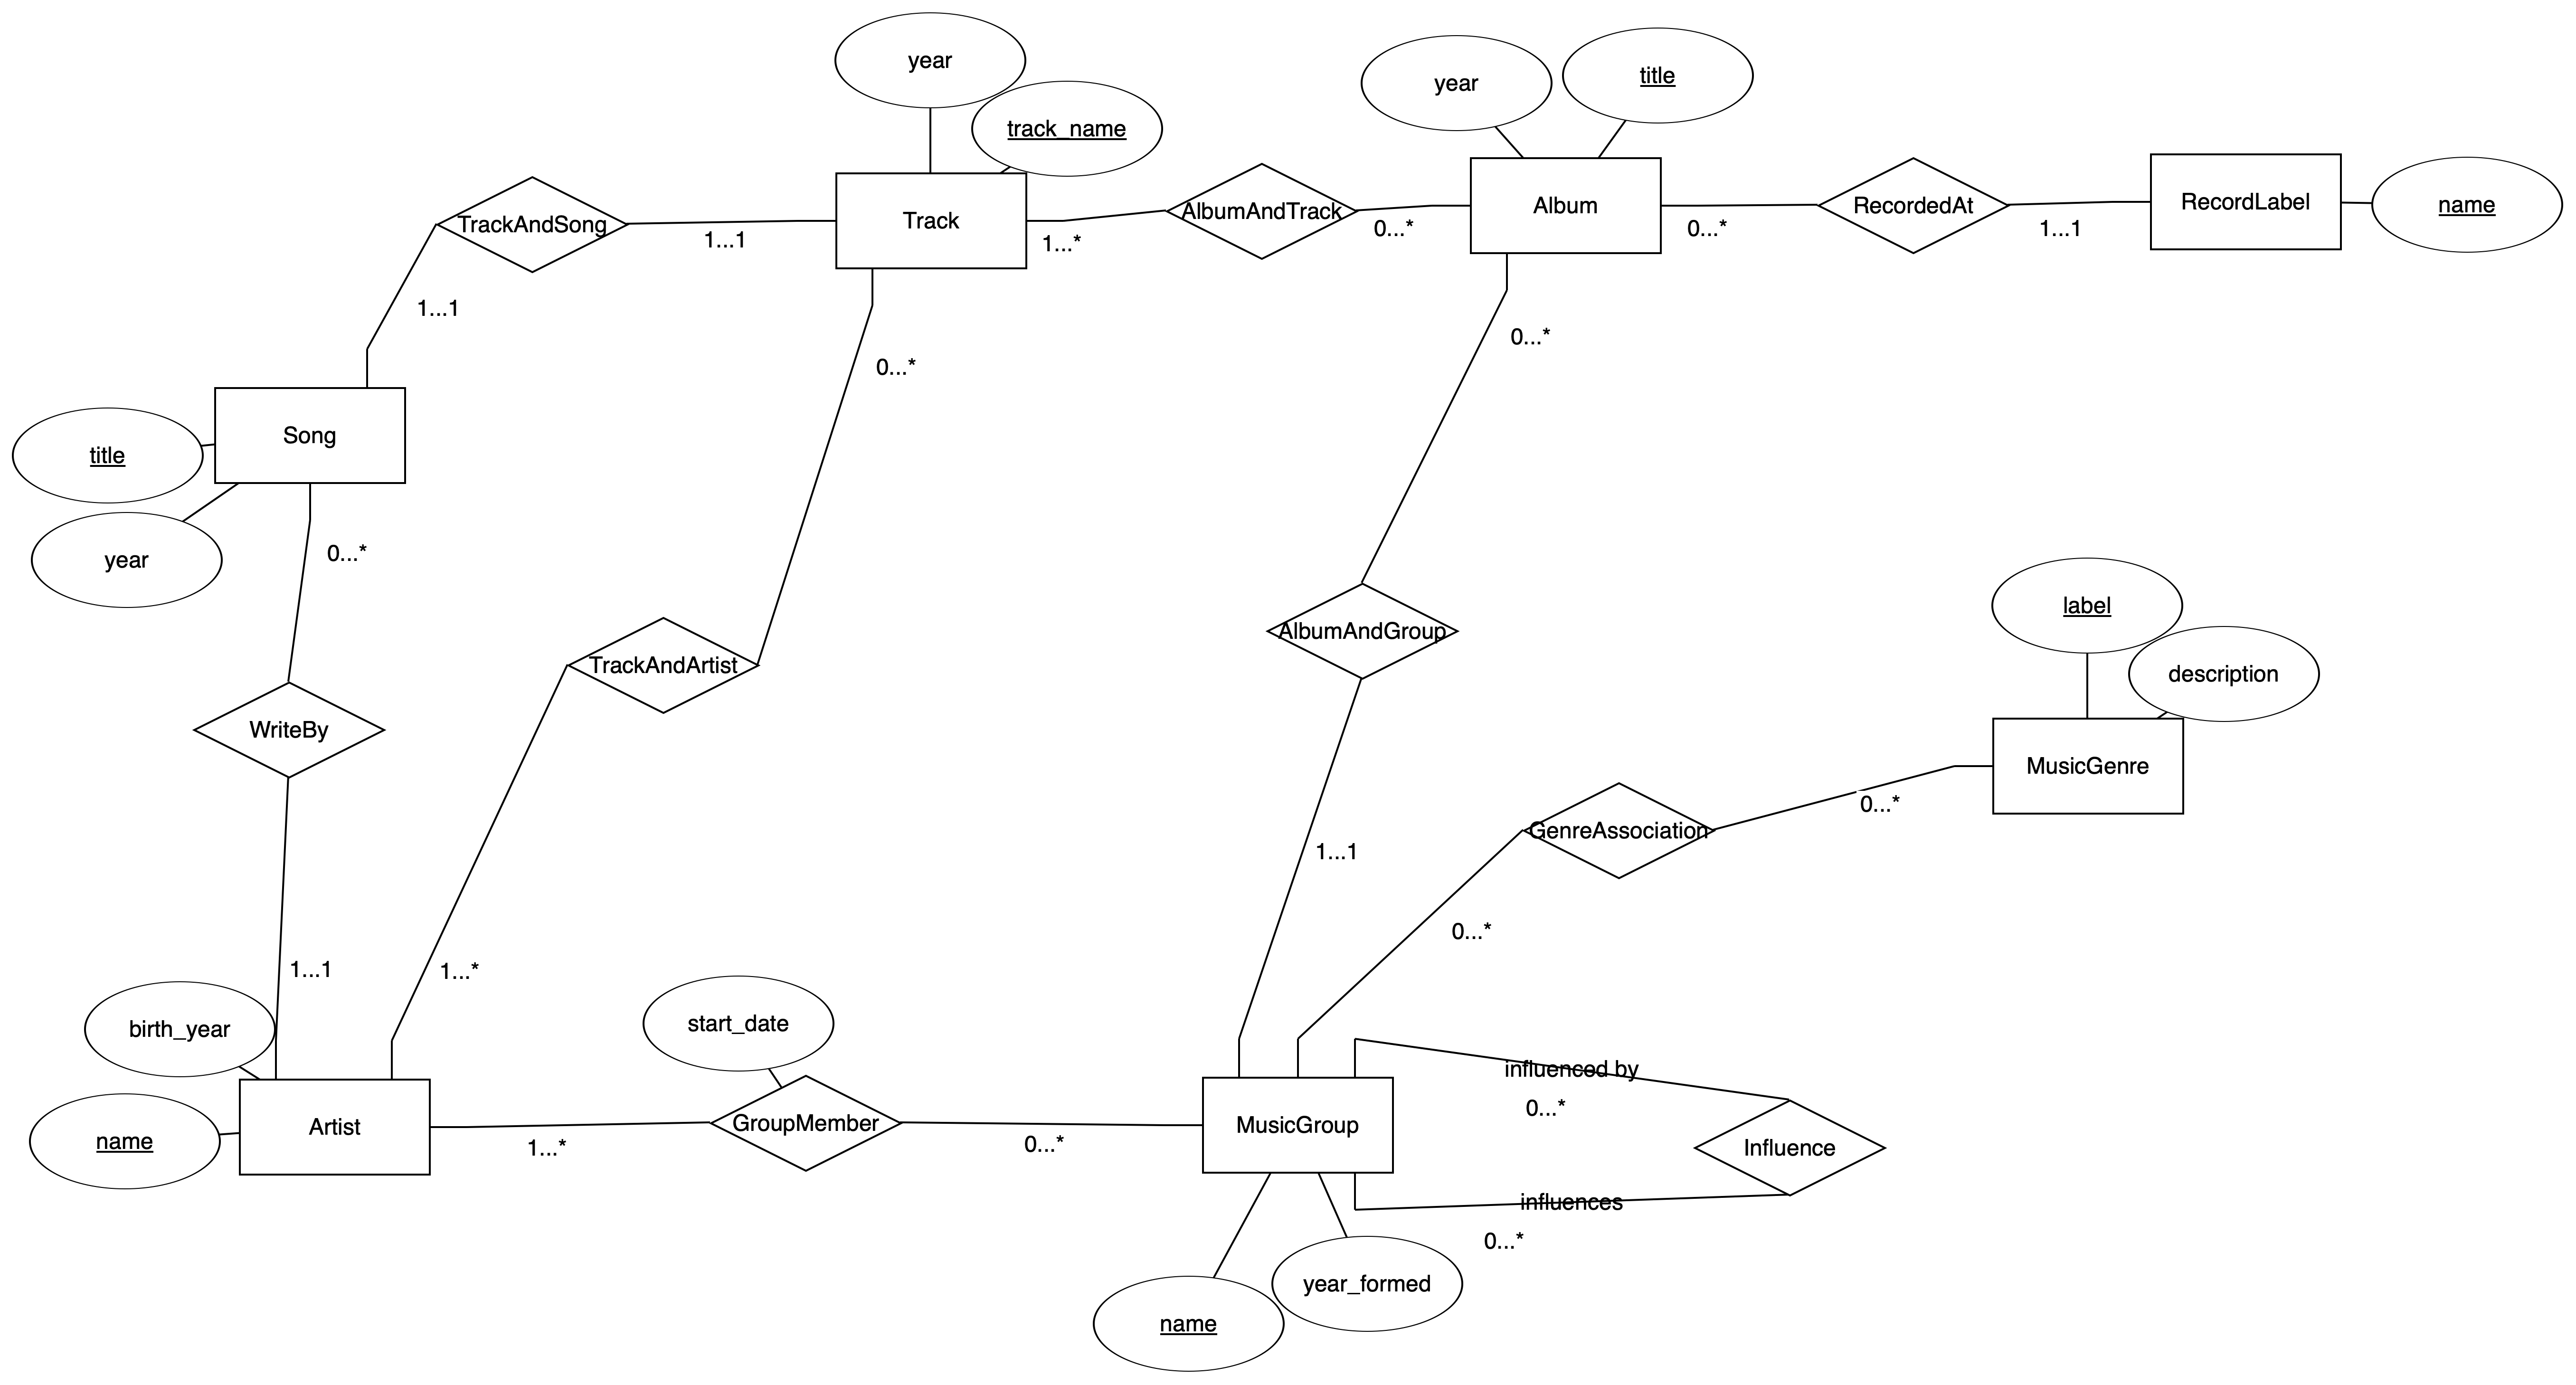 year
track_name
year
title
TrackAndSong
1...1
Track
1...*
AlbumAndTrack
0...*
Album
0...*
RecordedAt
1...1
RecordLabel
name
1...1
0...*
0...*
Song
title
year
0...*
label
description
AlbumAndGroup
TrackAndArtist
WriteBy
MusicGenre
0...*
GenreAssociation
1...1
0...*
1...1
1...*
birth_year
start_date
influenced by
0...*
Artist
name
1...*
GroupMember
0...*
MusicGroup
Influence
influences
0...*
year_formed
name